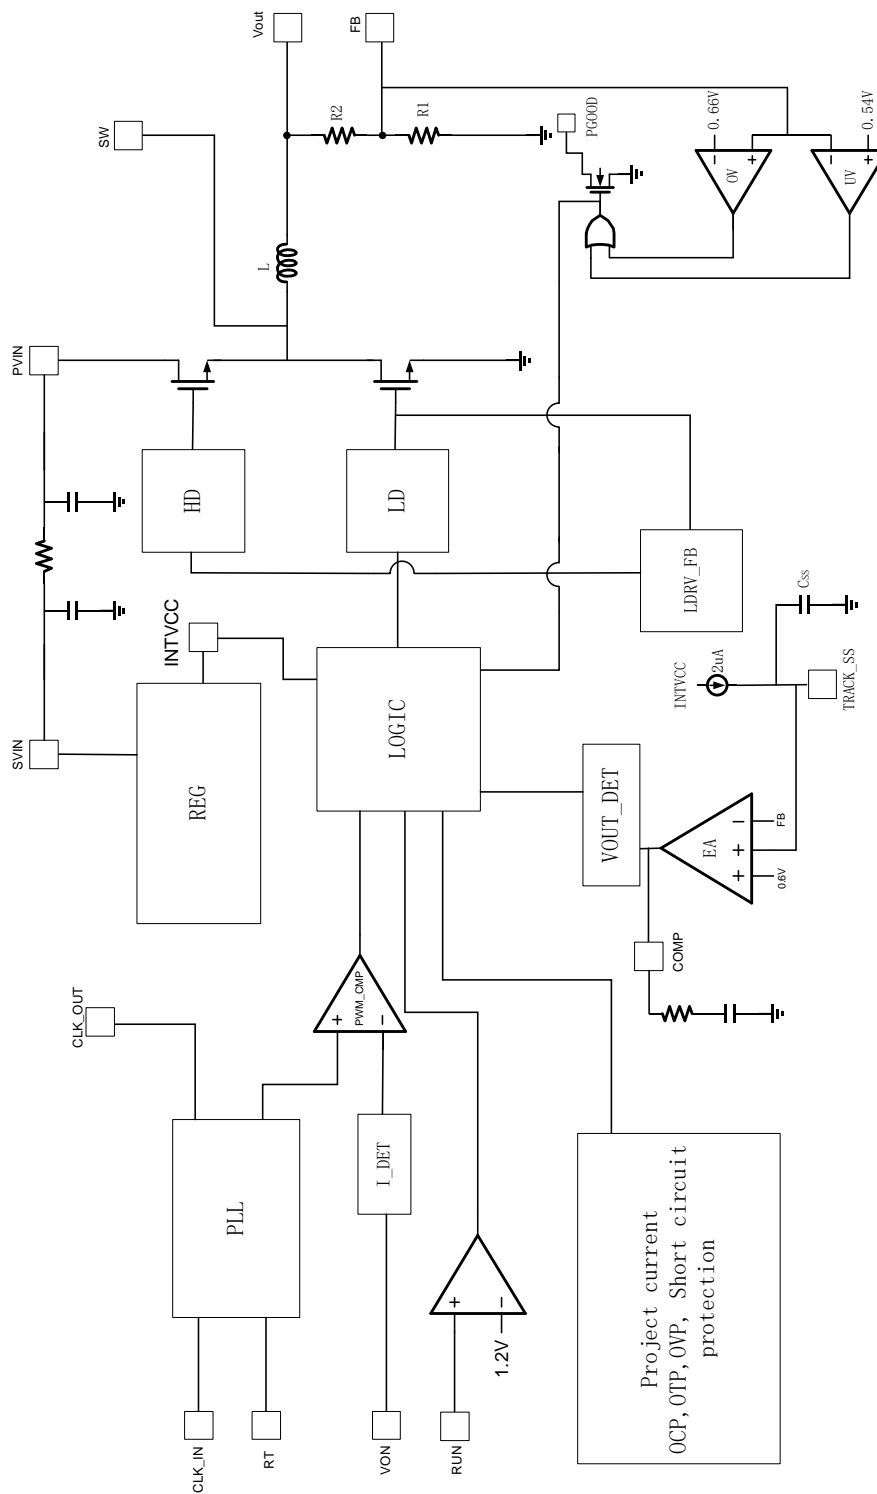 CLK_IN
RT
VON
RUN
PLL
CLK_OUT
I_DET
PWM_CMP
+
−
+
−
1.2V
Project current
OCP,OTP,OVP, Short circuit
protection
SVIN
REG
INTVCC
LOGIC
VOUT_DET
EA
+
+
−
0.6V
FB
COMP
INTVCC
2uA
TRACK_SS
Css
PVIN
HD
LD
LDRV_FB
SW
L
Vout
FB
R2
R1
PGOOD
OV
−
+
0.66V
UV
−
+
0.54V